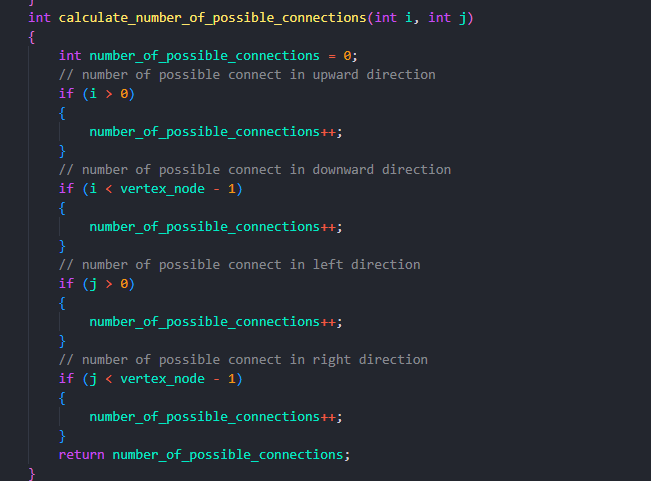 }
int calculate_number_of_possible_connections(int i, int j)
{
    int number_of_possible_connections = 0;
    // number of possible connect in upward direction
    if (i > 0)
    {
        number_of_possible_connections++;
    }
    // number of possible connect in downward direction
    if (i < vertex_node - 1)
    {
        number_of_possible_connections++;
    }
    // number of possible connect in left direction
    if (j > 0)
    {
        number_of_possible_connections++;
    }
    // number of possible connect in right direction
    if (j < vertex_node - 1)
    {
        number_of_possible_connections++;
    }
    return number_of_possible_connections;
}